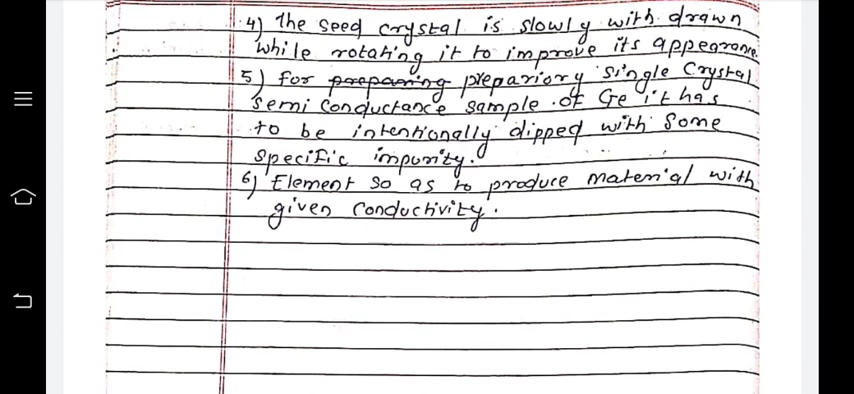 4) the seed crystal is slowly with drawn
while rotating it to improve its appearance
5) for preparing prepariory single Crystal
semi conductance sample of Ge it has
to be intentionally dipped with some
specific impurity.
6) Element so as to produce material with
given conductivity.